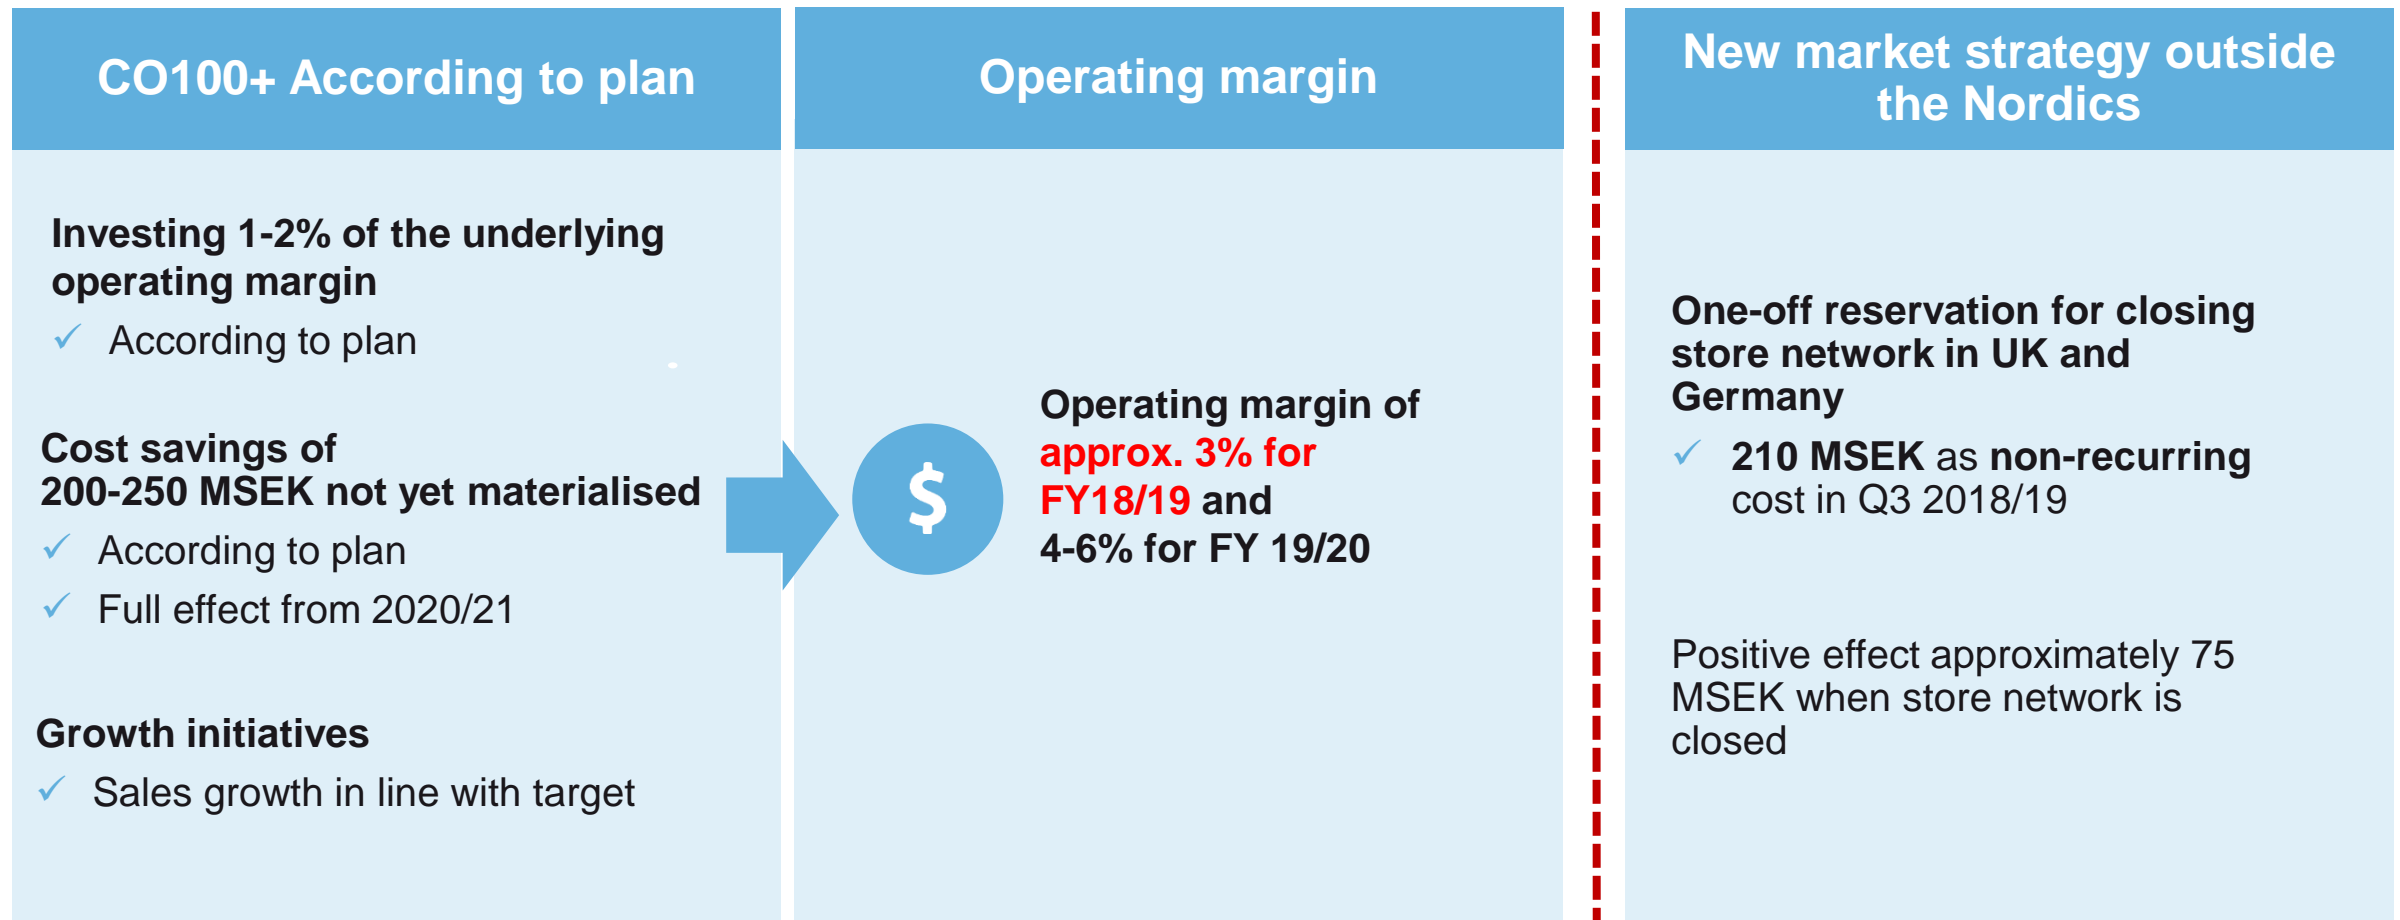 CO100+ According to plan
Investing 1-2% of the underlying
operating margin
✓ According to plan
Cost savings of
200-250 MSEK not yet materialised
✓ According to plan
✓ Full effect from 2020/21
Growth initiatives
✓ Sales growth in line with target
Operating margin
$
Operating margin of
approx. 3% for
FY18/19 and
4-6% for FY 19/20
New market strategy outside
the Nordics
One-off reservation for closing
store network in UK and
Germany
✓ 210 MSEK as non-recurring
cost in Q3 2018/19
Positive effect approximately 75
MSEK when store network is
closed